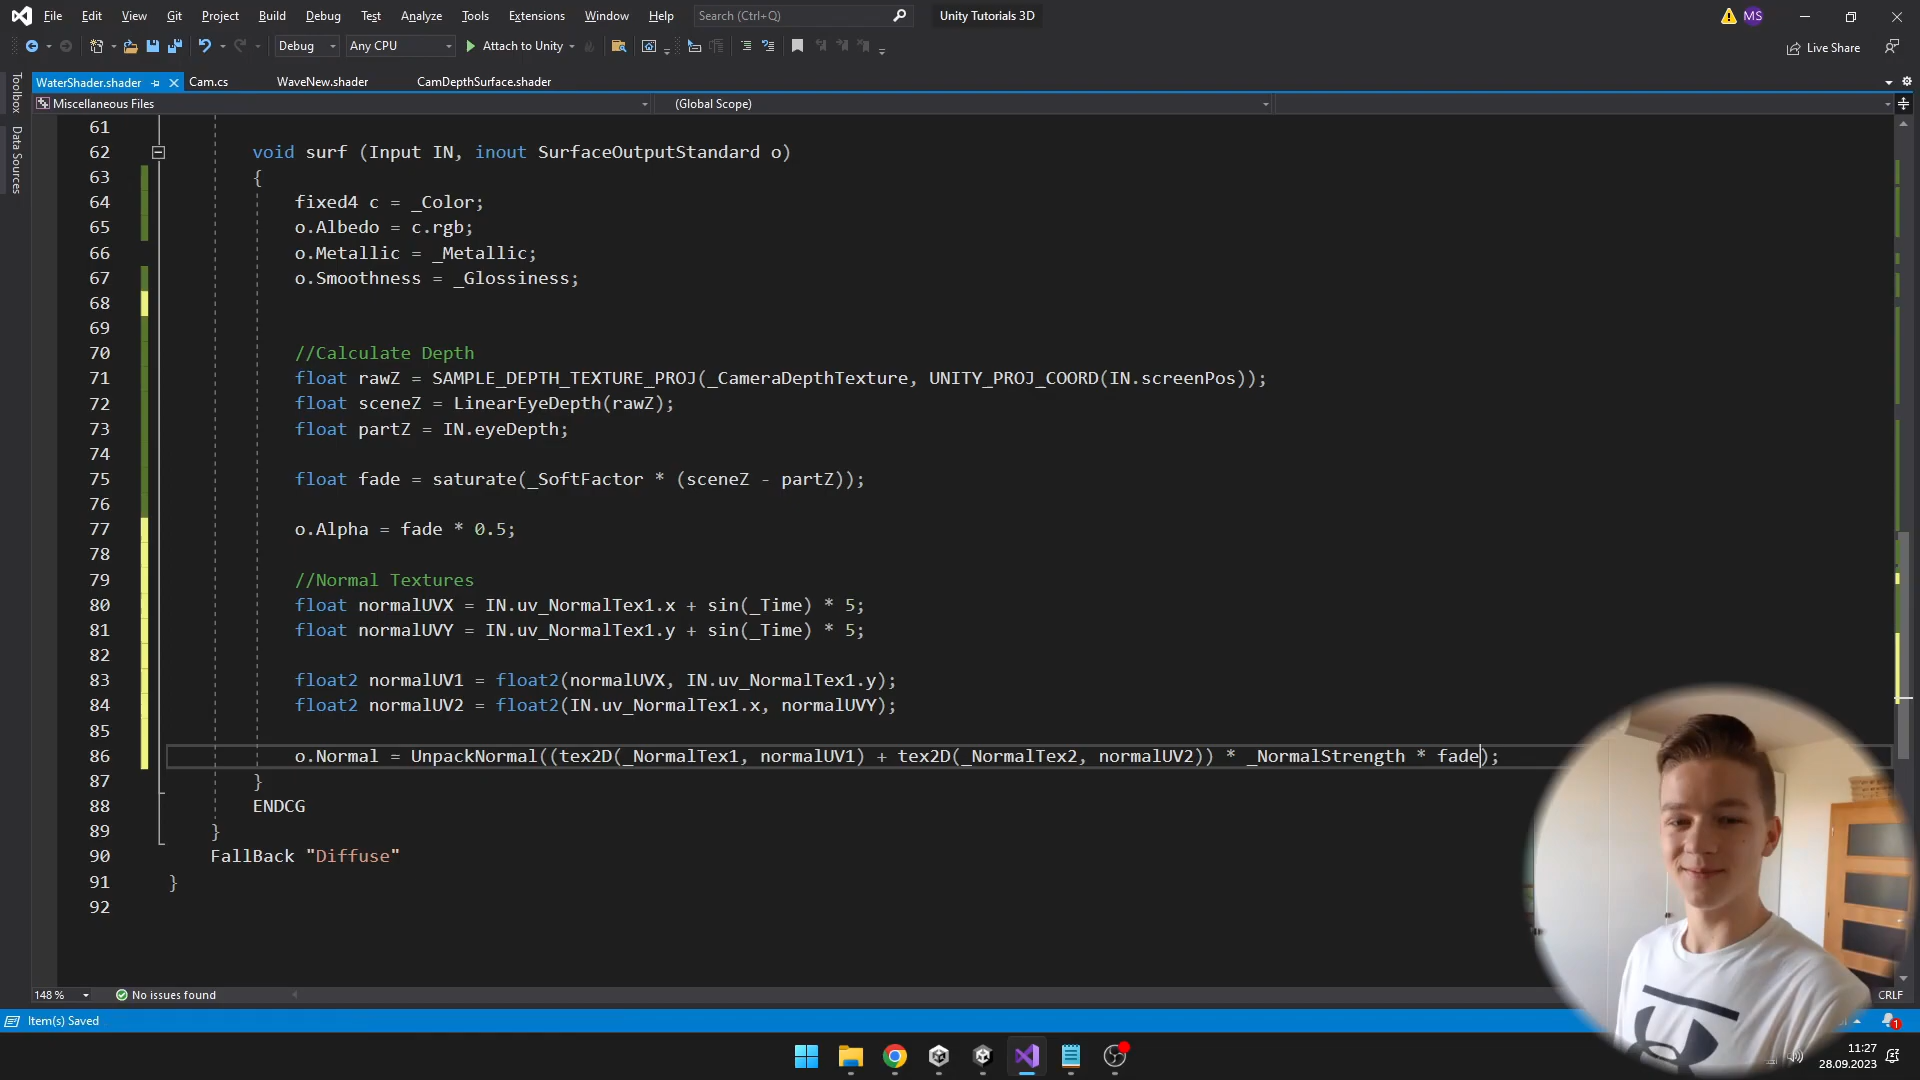 File Edit View Git Project Build Debug Test Analyze Tools Extensions Window Help Search (Ctrl+Q) Unity Tutorials 3D MS
Debug Any CPU Attach to Unity Live Share
WaterShader.shader Cam.cs WaveNew.shader CamDepthSurface.shader
Miscellaneous Files (Global Scope)
Toolbox
Data Sources
61
62 void surf (Input IN, inout SurfaceOutputStandard o)
63 {
64 fixed4 c = _Color;
65 o.Albedo = c.rgb;
66 o.Metallic = _Metallic;
67 o.Smoothness = _Glossiness;
68
69
70 //Calculate Depth
71 float rawZ = SAMPLE_DEPTH_TEXTURE_PROJ(_CameraDepthTexture, UNITY_PROJ_COORD(IN.screenPos));
72 float sceneZ = LinearEyeDepth(rawZ);
73 float partZ = IN.eyeDepth;
74
75 float fade = saturate(_SoftFactor * (sceneZ - partZ));
76
77 o.Alpha = fade * 0.5;
78
79 //Normal Textures
80 float normalUVX = IN.uv_NormalTex1.x + sin(_Time) * 5;
81 float normalUVY = IN.uv_NormalTex1.y + sin(_Time) * 5;
82
83 float2 normalUV1 = float2(normalUVX, IN.uv_NormalTex1.y);
84 float2 normalUV2 = float2(IN.uv_NormalTex1.x, normalUVY);
85
86 o.Normal = UnpackNormal((tex2D(_NormalTex1, normalUV1) + tex2D(_NormalTex2, normalUV2)) * _NormalStrength * fade);
87 }
88 ENDCG
89 }
90 FallBack "Diffuse"
91 }
92
148 % No issues found CRLF
Item(s) Saved 1
11:27
28.09.2023